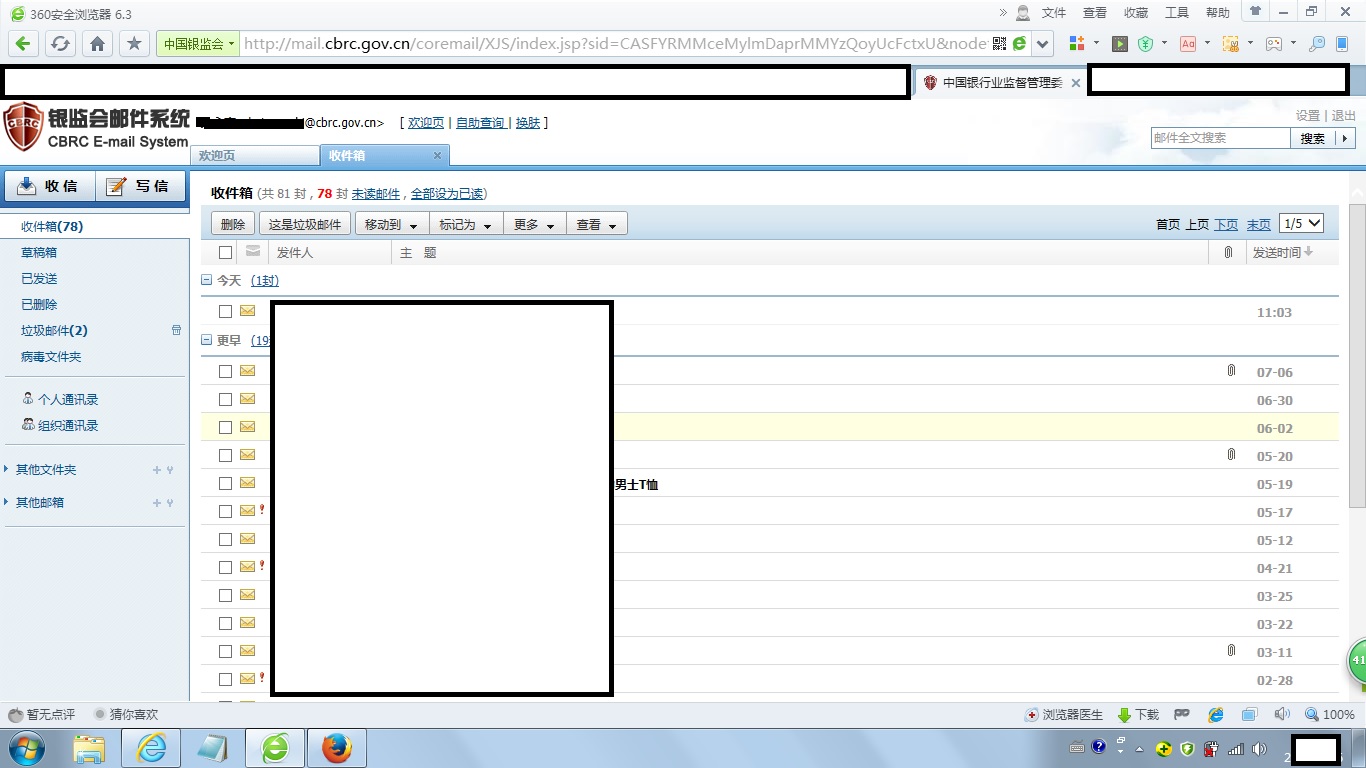 360安全浏览器 6.3
文件 查看 收藏 工具 帮助
中国银监会 http://mail.cbrc.gov.cn/coremail/XJS/index.jsp?sid=CASFYRMMceMylmDaprMMYzQoyUcFctxU&node
中国银行业监督管理委
CBRC 银监会邮件系统
CBRC E-mail System
@cbrc.gov.cn> [ 欢迎页 | 自助查询 | 换肤 ]
设置 | 退出
邮件全文搜索 搜索
欢迎页 收件箱
收信 写信
收件箱 (共 81 封，78 封 未读邮件，全部设为已读)
删除 这是垃圾邮件 移动到 标记为 更多 查看
首页 上页 下页 末页 1/5
发件人 主 题 发送时间
收件箱(78)
草稿箱
已发送
已删除
垃圾邮件(2)
病毒文件夹
个人通讯录
组织通讯录
其他文件夹
其他邮箱
今天 (1封)
11:03
更早 (19
07-06
06-30
06-02
05-20
男士T恤 05-19
05-17
05-12
04-21
03-25
03-22
03-11
02-28
41
暂无点评 猜你喜欢
浏览器医生 下载 100%